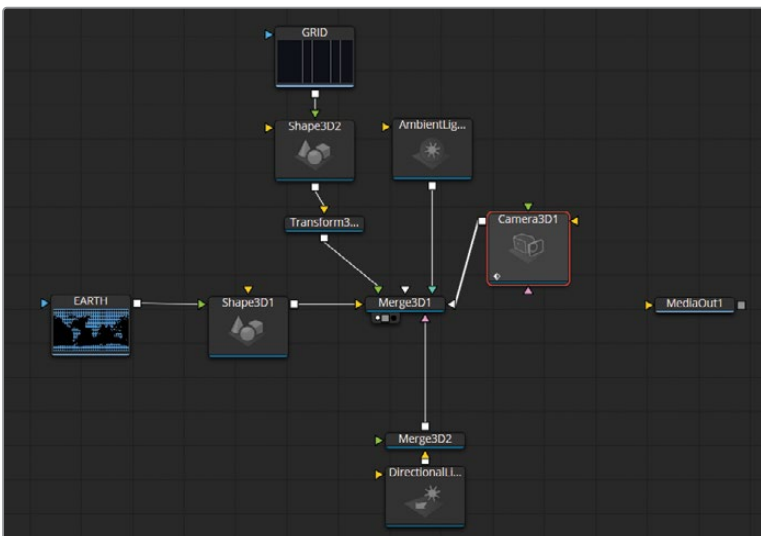 GRID
Shape3D2
AmbientLig...
Transform3...
Camera3D1
EARTH
Shape3D1
Merge3D1
MediaOut1
Merge3D2
DirectionalLi...